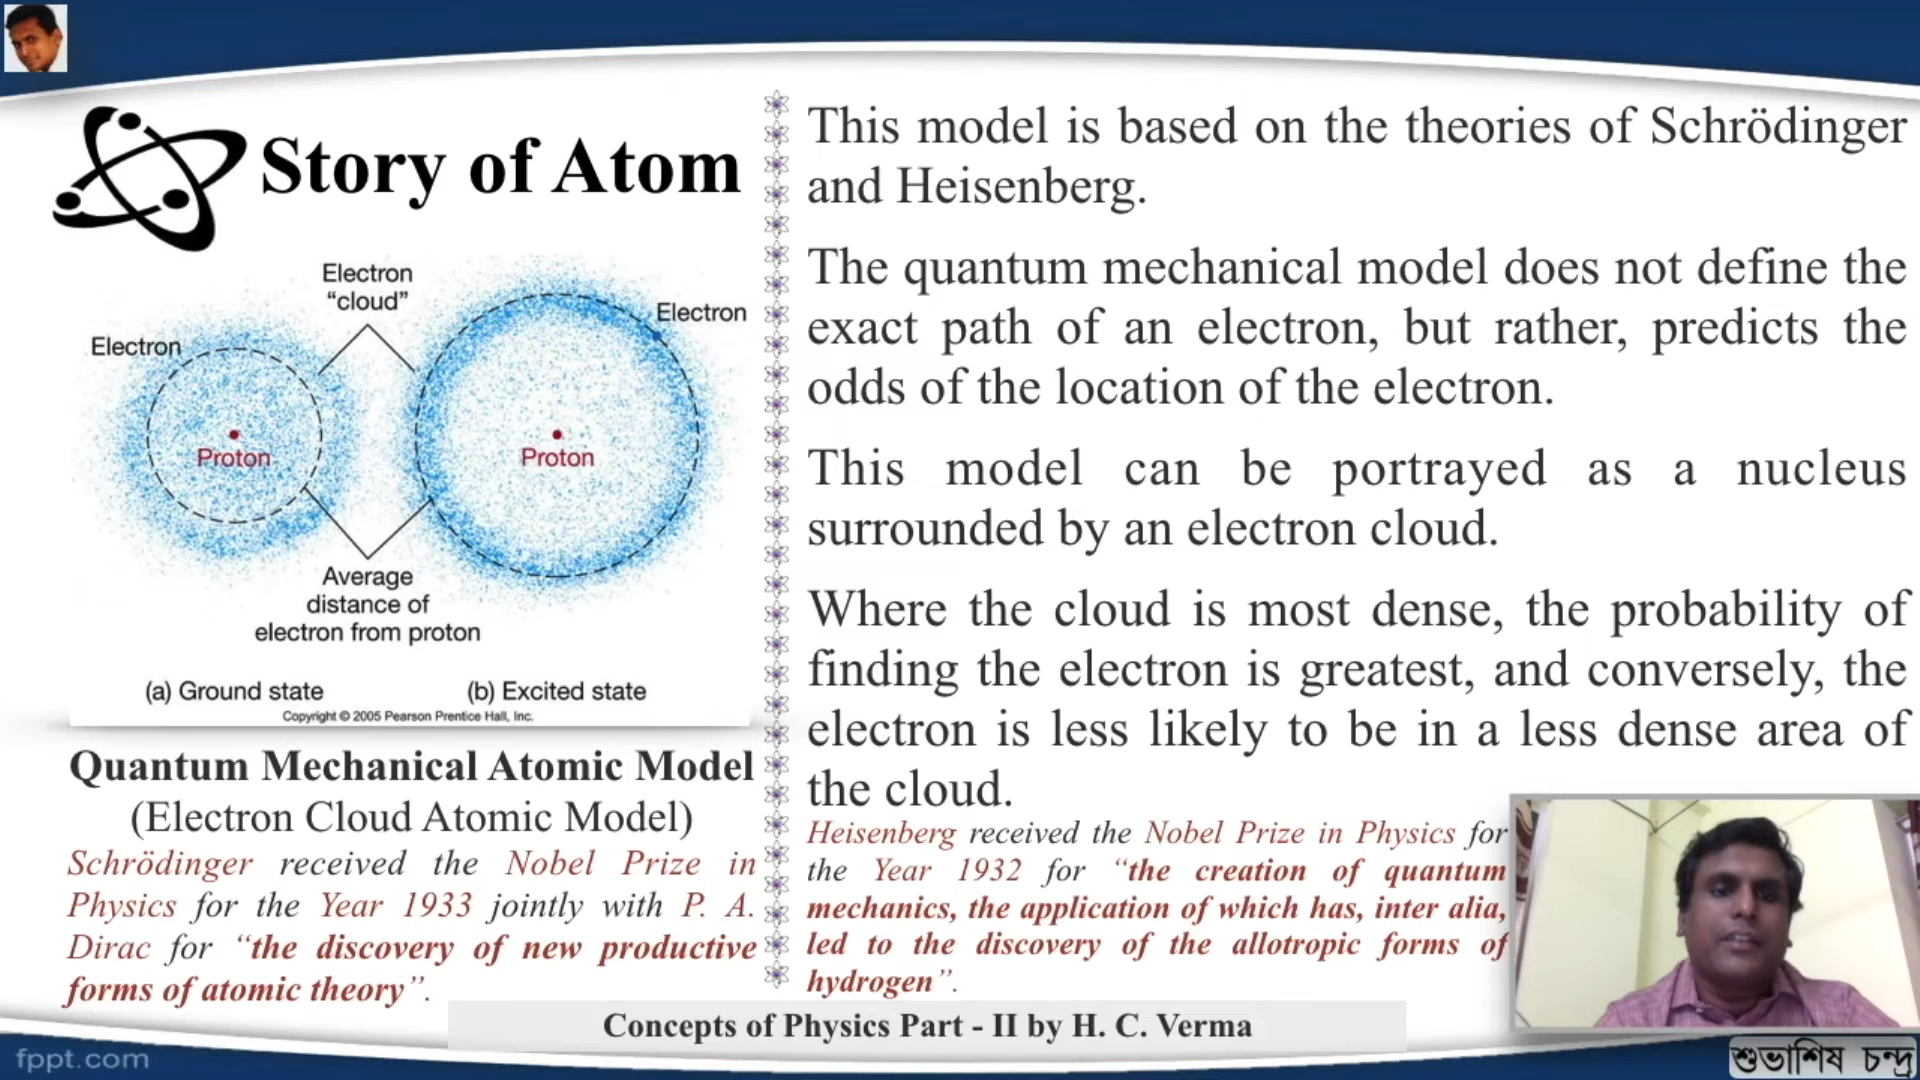 Story of Atom
Electron
“cloud”
Electron
Electron
Proton
Proton
Average
distance of
electron from proton
(a) Ground state
(b) Excited state
Copyright © 2005 Pearson Prentice Hall, Inc.
Quantum Mechanical Atomic Model
(Electron Cloud Atomic Model)
Schrödinger received the Nobel Prize in
Physics for the Year 1933 jointly with P. A.
Dirac for “the discovery of new productive
forms of atomic theory”.
This model is based on the theories of Schrödinger
and Heisenberg.
The quantum mechanical model does not define the
exact path of an electron, but rather, predicts the
odds of the location of the electron.
This model can be portrayed as a nucleus
surrounded by an electron cloud.
Where the cloud is most dense, the probability of
finding the electron is greatest, and conversely, the
electron is less likely to be in a less dense area of
the cloud.
Heisenberg received the Nobel Prize in Physics for
the Year 1932 for “the creation of quantum
mechanics, the application of which has, inter alia,
led to the discovery of the allotropic forms of
hydrogen”.
Concepts of Physics Part - II by H. C. Verma
fppt.com
শুভাশিষ চন্দ্র